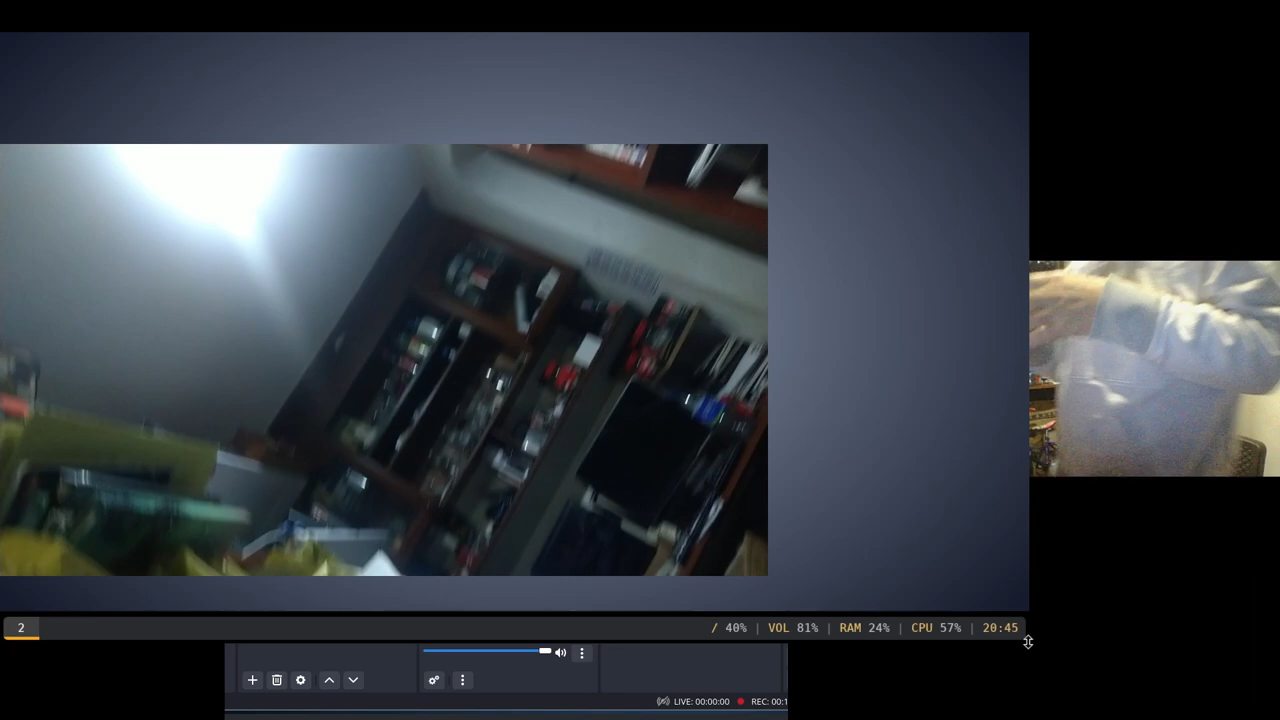 2
/ 40% | VOL 81% | RAM 24% | CPU 57% | 20:45
LIVE: 00:00:00 REC: 00:1